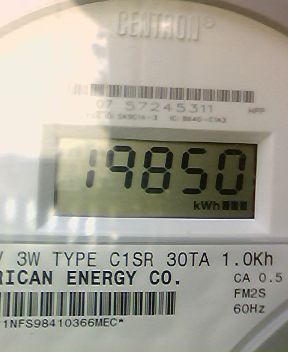 CENTRON®
07 57245311
19850
kWh
V 3W TYPE C1SR 30TA 1.0Kh
RICAN ENERGY CO.
CA 0.5
FM2S
60Hz
1NFS98410366MEC*